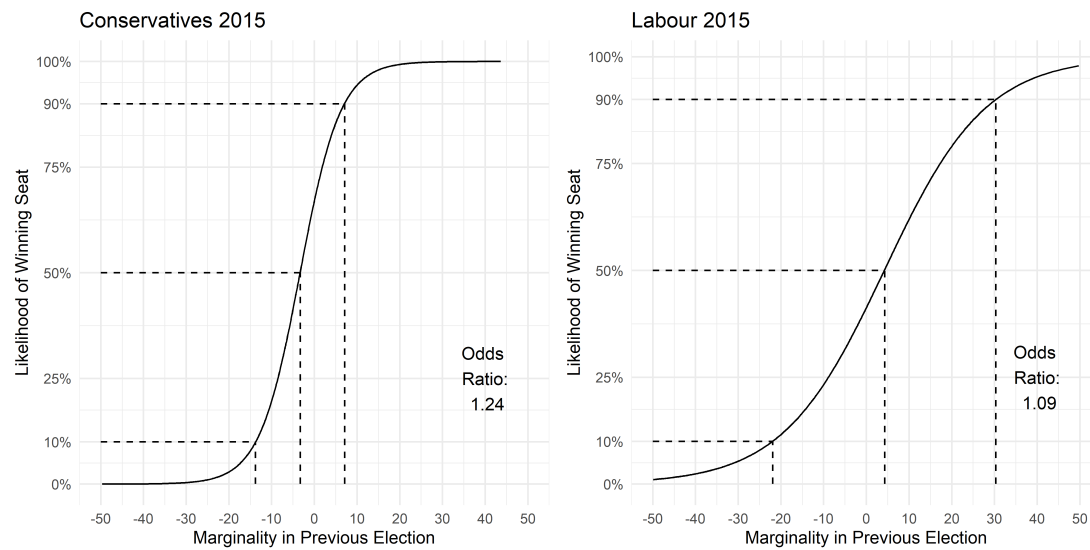 Conservatives 2015
Likelihood of Winning Seat
100%
90%
75%
50%
25%
10%
0%
Odds
Ratio:
1.24
-50 -40 -30 -20 -10 0 10 20 30 40 50
Marginality in Previous Election
Labour 2015
Likelihood of Winning Seat
100%
90%
75%
50%
25%
10%
0%
Odds
Ratio:
1.09
-50 -40 -30 -20 -10 0 10 20 30 40 50
Marginality in Previous Election